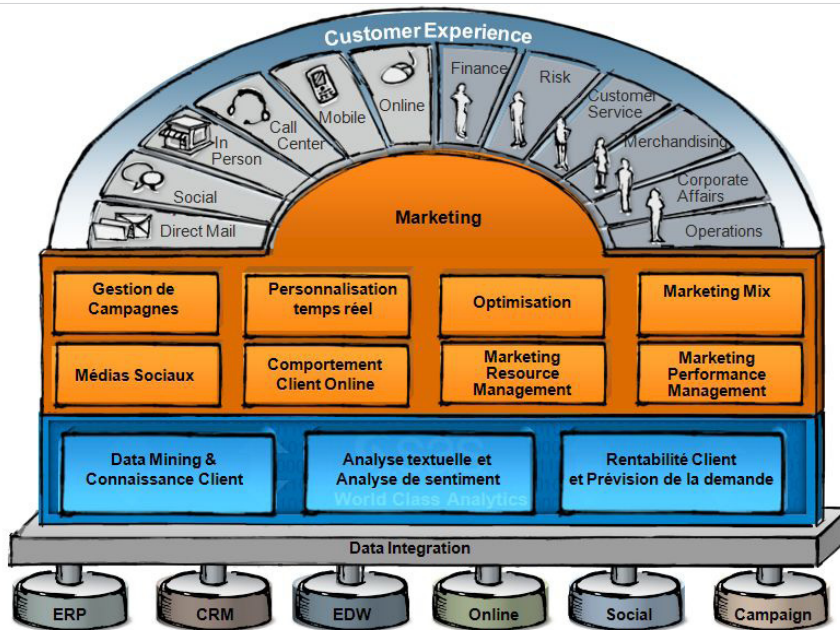 Customer Experience
Direct Mail
Social
In
Person
Call
Center
Mobile
Online
Finance
Risk
Customer
Service
Merchandising
Corporate
Affairs
Operations
Marketing
Gestion de
Campagnes
Personnalisation
temps réel
Optimisation
Marketing Mix
Médias Sociaux
Comportement
Client Online
Marketing
Resource
Management
Marketing
Performance
Management
Data Mining &
Connaissance Client
Analyse textuelle et
Analyse de sentiment
Rentabilité Client
et Prévision de la demande
World Class Analytics
Data Integration
ERP
CRM
EDW
Online
Social
Campaign